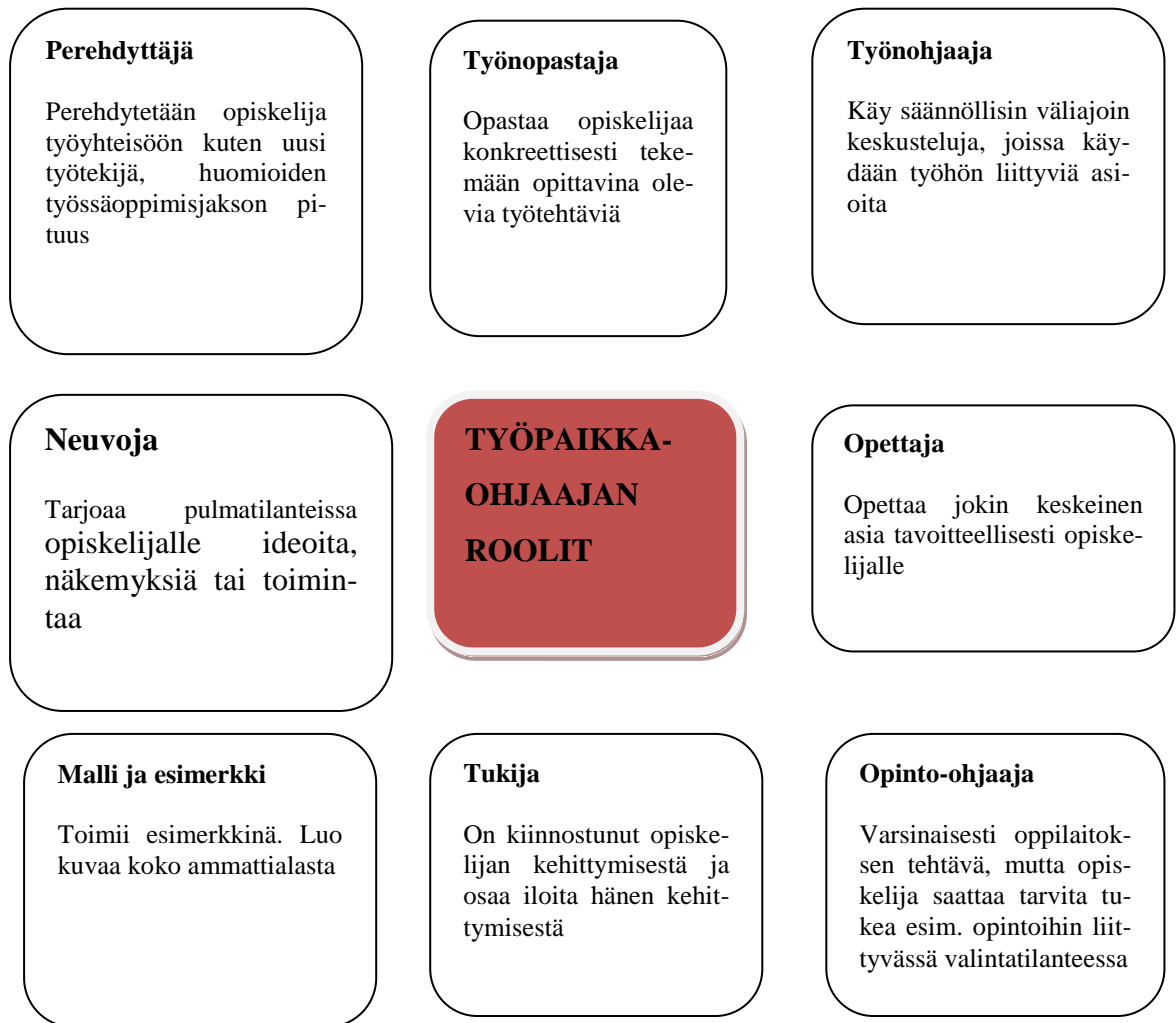 Perehdyttäjä
Perehdytetään opiskelija
työyhteisöön kuten uusi
työtekijä, huomioiden
työssäoppimisjakson pi-
tuus
Työnopastaja
Opastaa opiskelijaa
konkreettisesti teke-
mään opittavina ole-
via työtehtäviä
Työnohjaaja
Käy säännöllisin väliajoin
keskusteluja, joissa käy-
dään työhön liittyviä asi-
oita
Neuvoja
Tarjoaa pulmatilanteissa
opiskelijalle ideoita,
näkemyksiä tai toimin-
taa
TYÖPAIKKA-
OHJAAJAN
ROOLIT
Opettaja
Opettaa jokin keskeinen
asia tavoitteellisesti opiske-
lijalle
Malli ja esimerkki
Toimii esimerkkinä. Luo
kuvaa koko ammattialasta
Tukija
On kiinnostunut opiske-
lijan kehittymisestä ja
osaa iloita hänen kehit-
tymisestä
Opinto-ohjaaja
Varsinaisesti oppilaitok-
sen tehtävä, mutta opis-
kelija saattaa tarvita tu-
kea esim. opintoihin liit-
tyvässä valintatilanteessa